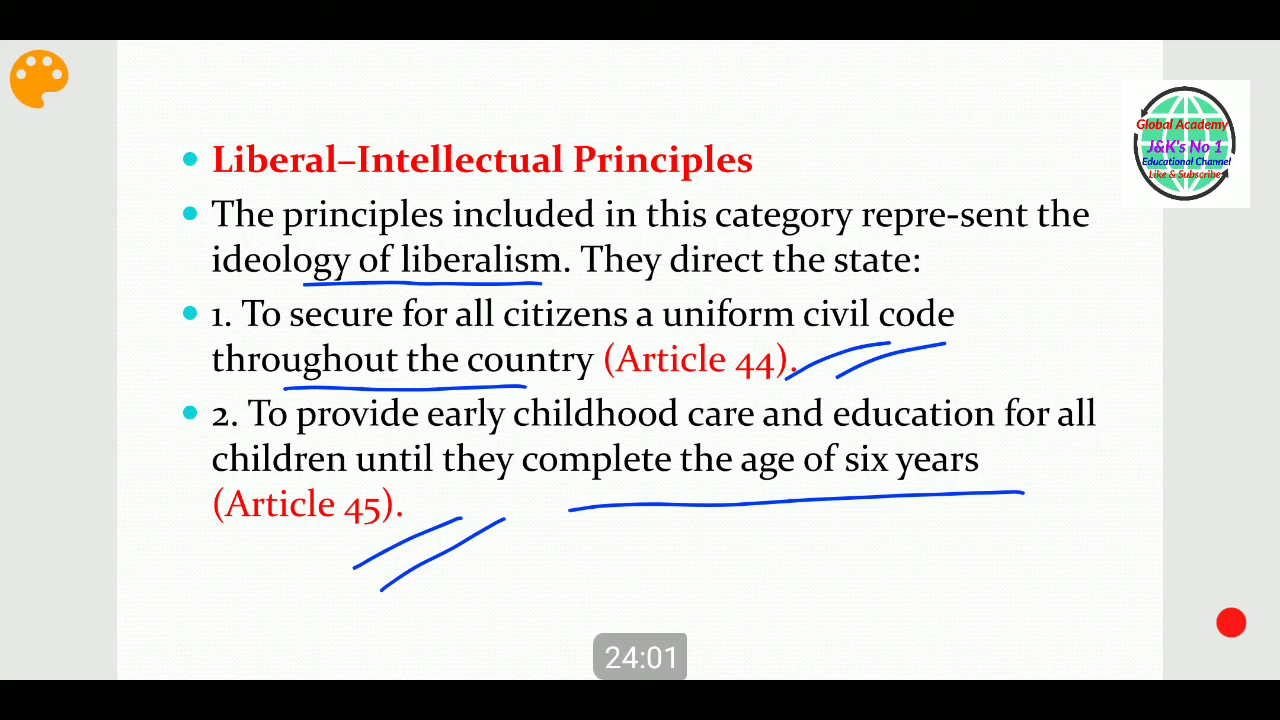 Liberal–Intellectual Principles
The principles included in this category repre-sent the
ideology of liberalism. They direct the state:
1. To secure for all citizens a uniform civil code
throughout the country (Article 44).
2. To provide early childhood care and education for all
children until they complete the age of six years
(Article 45).
Global Academy
J&K's No 1
Educational Channel
Like & Subscribe
24:01